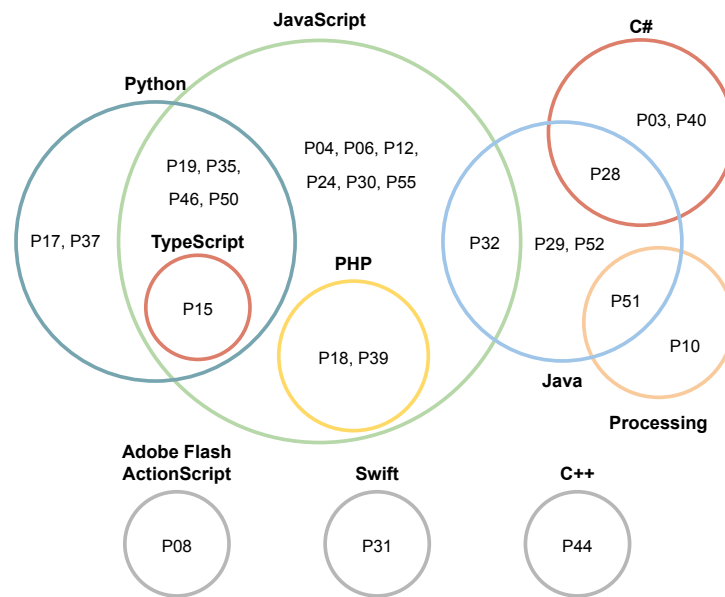 JavaScript
C#
Python
P03, P40
P04, P06, P12,
P19, P35,
P28
P24, P30, P55
P46, P50
P17, P37
P32
P29, P52
TypeScript
PHP
P15
P51
P18, P39
P10
Java
Processing
Adobe Flash
ActionScript
Swift
C++
P08
P31
P44